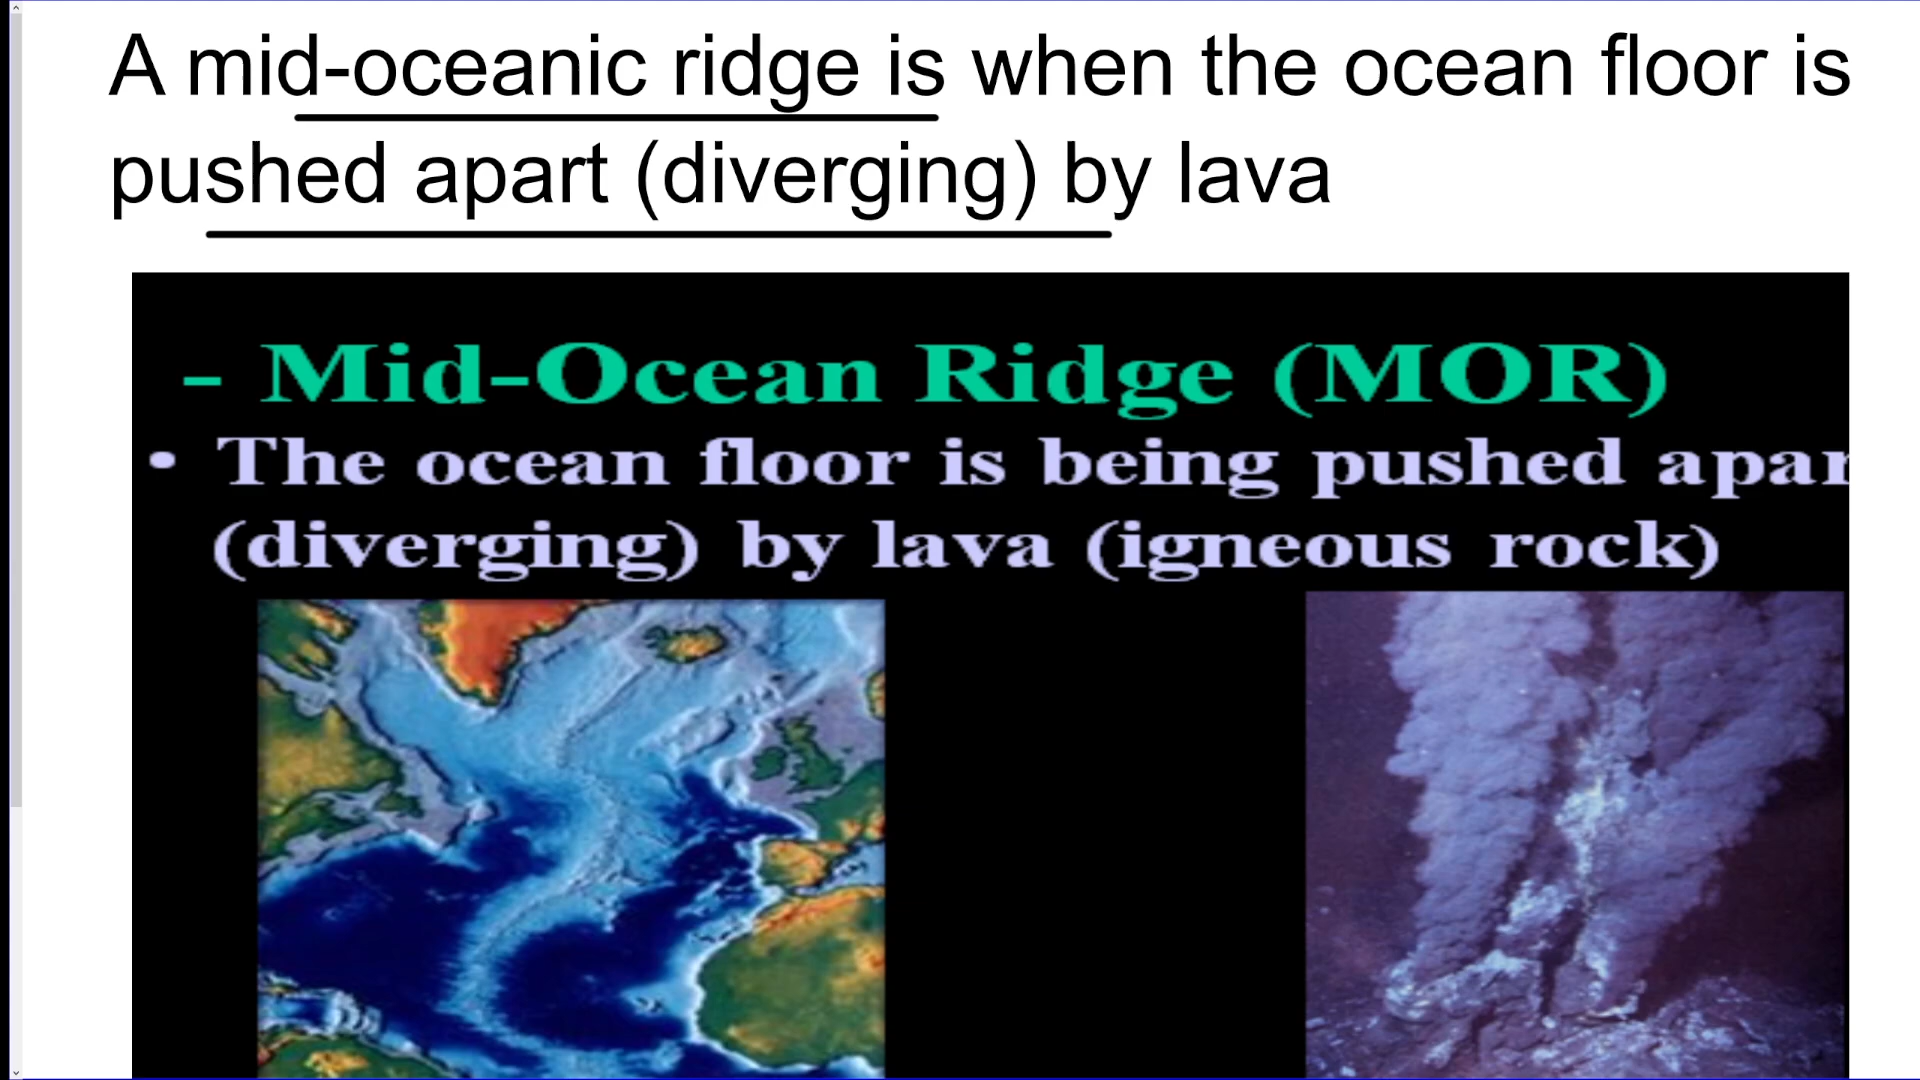 A mid-oceanic ridge is when the ocean floor is
pushed apart (diverging) by lava
- Mid-Ocean Ridge (MOR)
• The ocean floor is being pushed apar
(diverging) by lava (igneous rock)